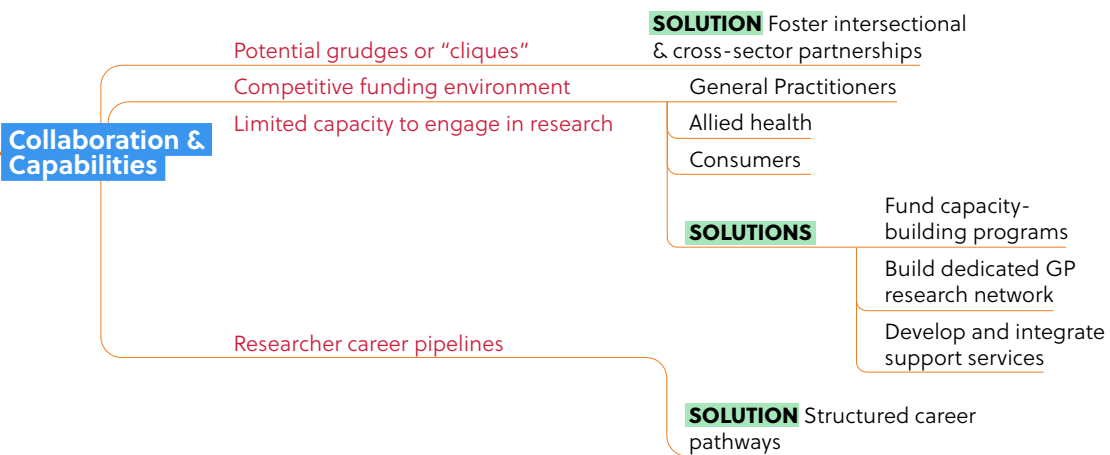 Collaboration &
Capabilities
Potential grudges or “cliques“
SOLUTION Foster intersectional
& cross-sector partnerships
Competitive funding environment
Limited capacity to engage in research
General Practitioners
Allied health
Consumers
SOLUTIONS
Fund capacity-
building programs
Build dedicated GP
research network
Develop and integrate
support services
Researcher career pipelines
SOLUTION Structured career
pathways